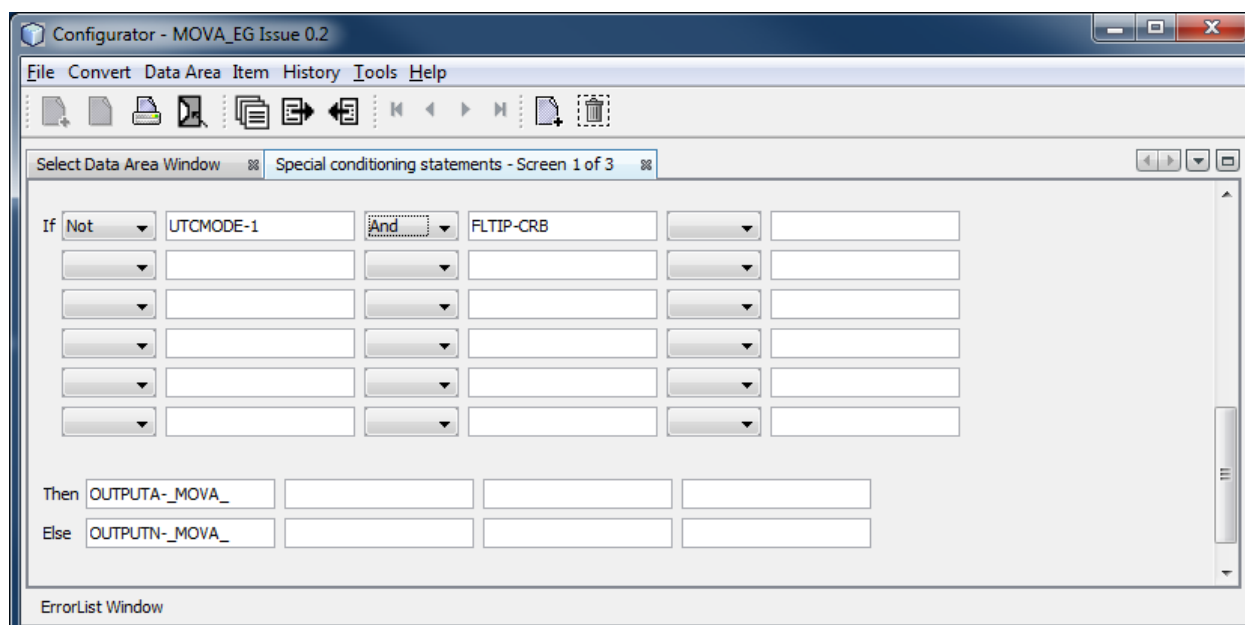 Configurator - MOVA_EG Issue 0.2
File Convert Data Area Item History Tools Help
Select Data Area Window Special conditioning statements - Screen 1 of 3
If Not UTCMODE-1 And FLTIP-CRB
Then OUTPUTA-_MOVA_
Else OUTPUTN-_MOVA_
ErrorList Window